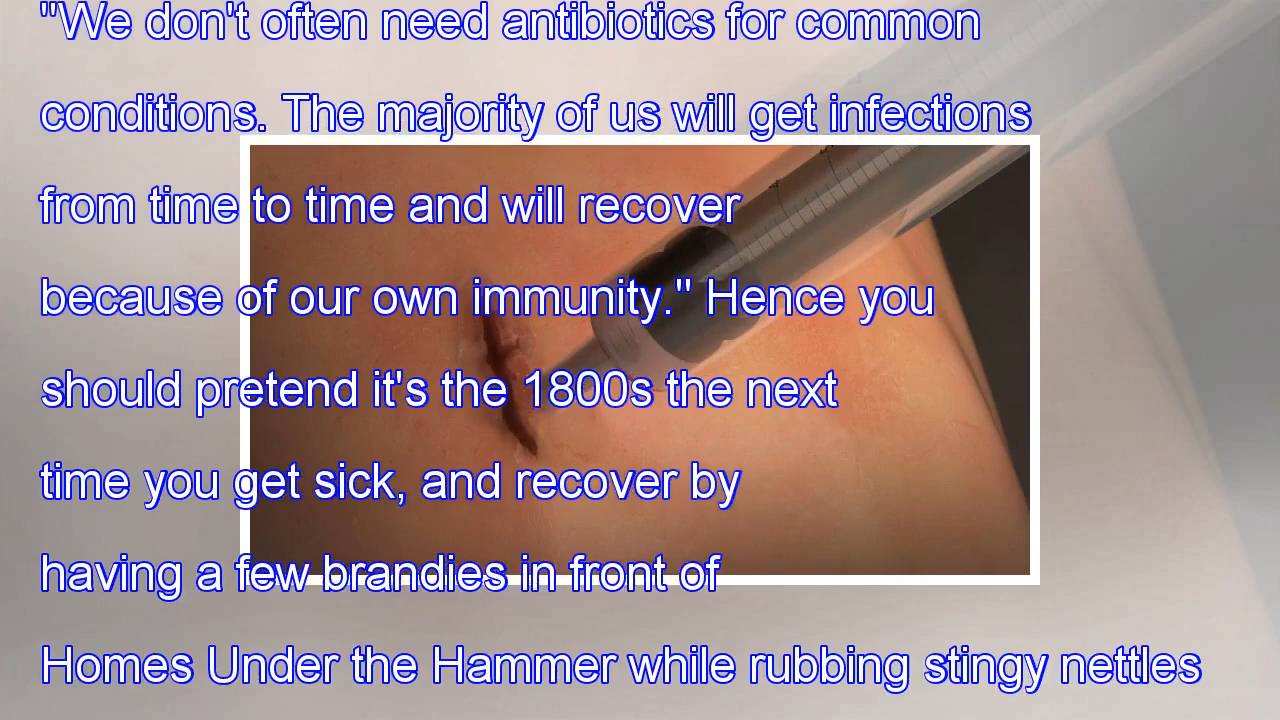 "We don't often need antibiotics for common
conditions. The majority of us will get infections
from time to time and will recover
because of our own immunity." Hence you
should pretend it's the 1800s the next
time you get sick, and recover by
having a few brandies in front of
Homes Under the Hammer while rubbing stingy nettles